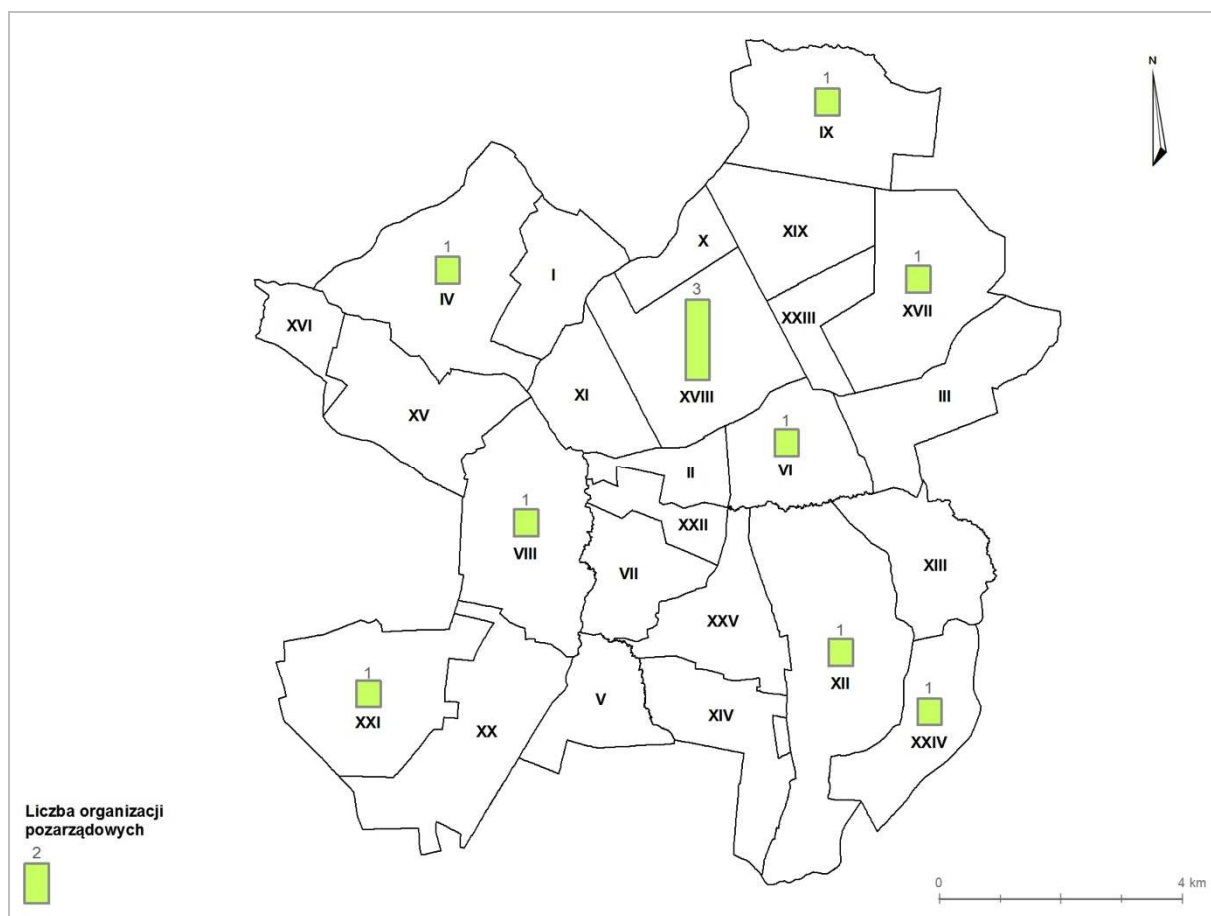 N
1
IX
XIX
X
1
IV
I
1
XVII
3
XVIII
XXIII
XVI
III
XI
XV
1
VI
II
1
VIII
XXII
XIII
VII
XXV
1
XII
1
XXI
XX
V
XIV
1
XXIV
Liczba organizacji
pozarządowych
2
0 4 km